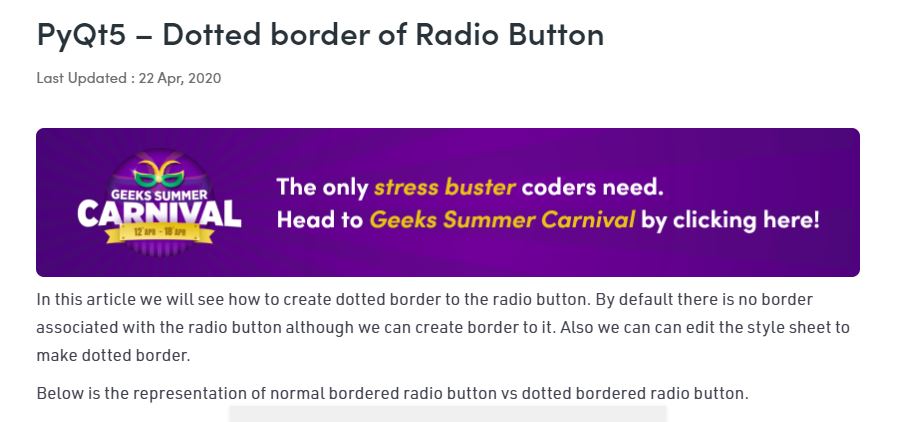 PyQt5 – Dotted border of Radio Button
Last Updated : 22 Apr, 2020
GEEKS SUMMER
CARNIVAL
12 APR - 18 APR
The only stress buster coders need.
Head to Geeks Summer Carnival by clicking here!
In this article we will see how to create dotted border to the radio button. By default there is no border
associated with the radio button although we can create border to it. Also we can can edit the style sheet to
make dotted border.
Below is the representation of normal bordered radio button vs dotted bordered radio button.